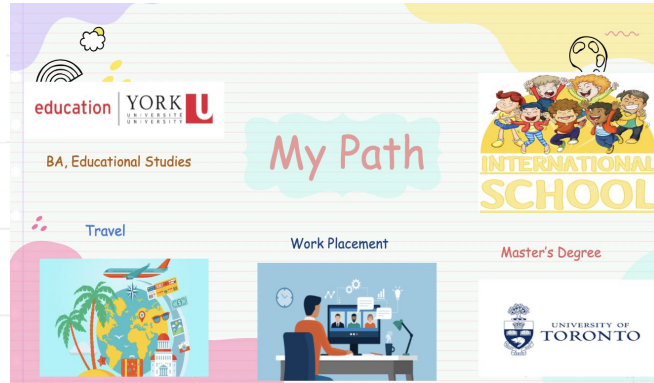 education
YORK
UNIVERSITÉ
UNIVERSITY
U
BA, Educational Studies
My Path
INTERNATIONAL
SCHOOL
Travel
Work Placement
Master's Degree
UNIVERSITY OF
TORONTO